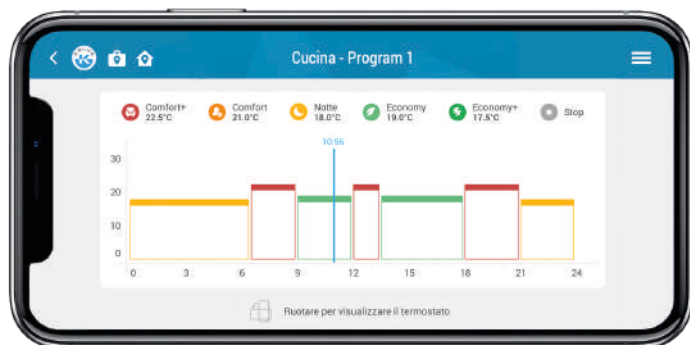 Cucina - Program 1
Comfort+ Comfort Notte Economy Economy+ Stop
22.5°C 21.0°C 18.0°C 19.0°C 17.5°C
10:56
30
20
10
0
0 3 6 9 12 15 18 21 24
Ruotare per visualizzare il termostato